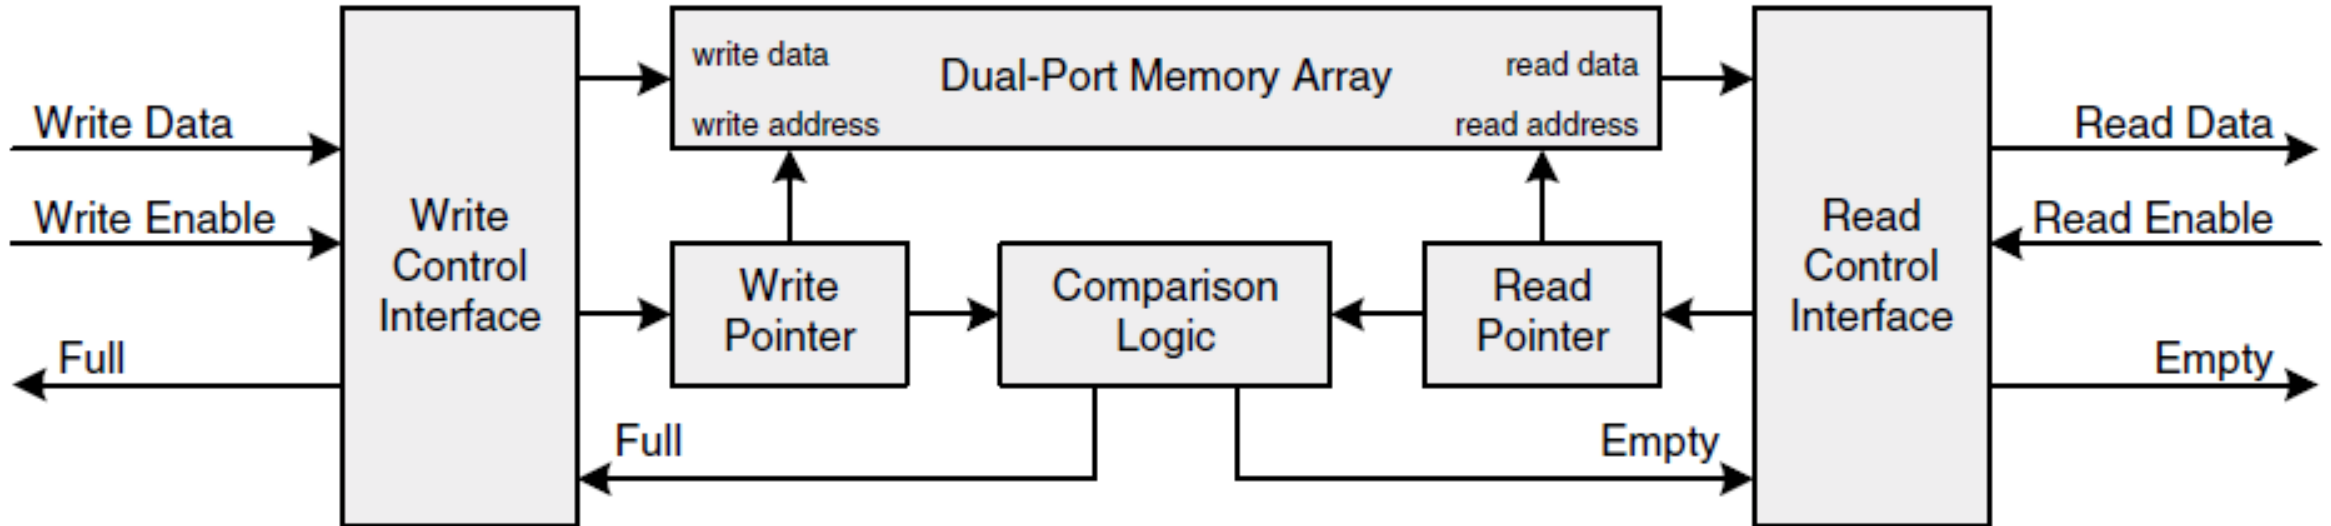 Write Data
Write Enable
Full
Write
Control
Interface
write data
write address
Dual-Port Memory Array
read data
read address
Write
Pointer
Comparison
Logic
Read
Pointer
Full
Empty
Read
Control
Interface
Read Data
Read Enable
Empty